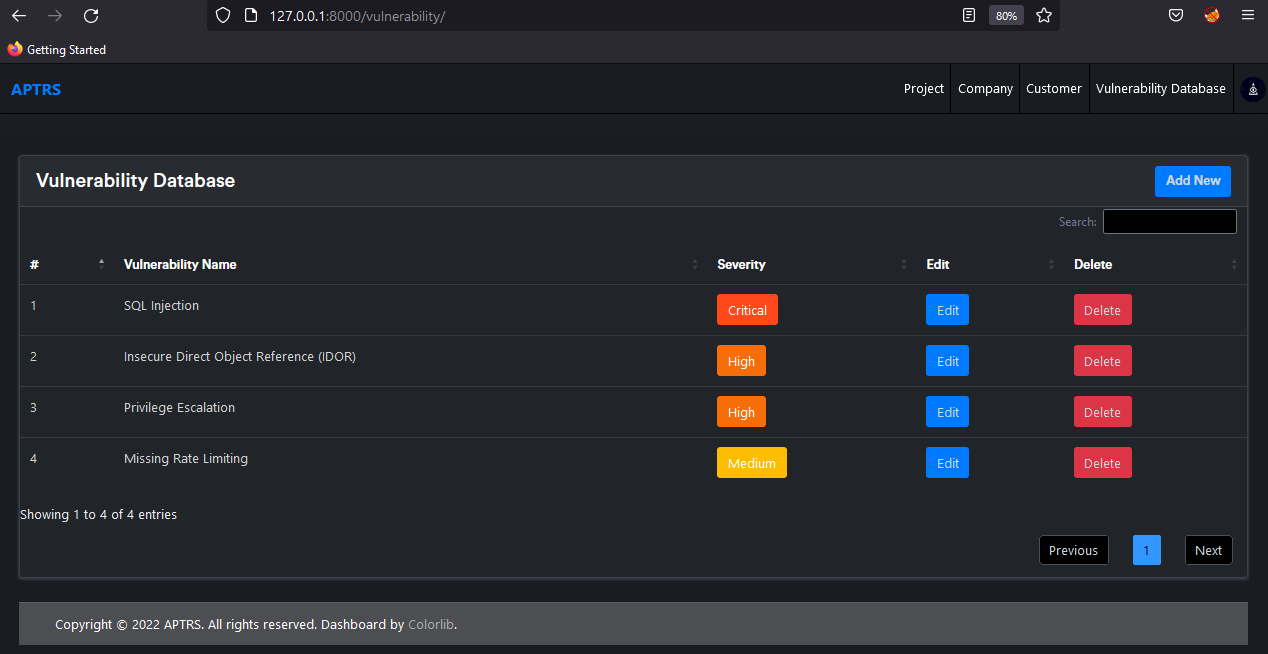 127.0.0.1:8000/vulnerability/ 80%
Getting Started
APTRS Project Company Customer Vulnerability Database
Vulnerability Database Add New
Search:
# Vulnerability Name Severity Edit Delete
1 SQL Injection Critical Edit Delete
2 Insecure Direct Object Reference (IDOR) High Edit Delete
3 Privilege Escalation High Edit Delete
4 Missing Rate Limiting Medium Edit Delete
Showing 1 to 4 of 4 entries
Previous 1 Next
Copyright © 2022 APTRS. All rights reserved. Dashboard by Colorlib.